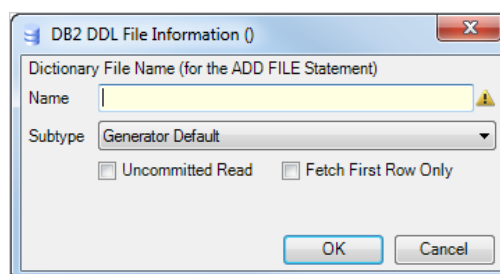 DB2 DDL File Information ()
Dictionary File Name (for the ADD FILE Statement)
Name
Subtype Generator Default
Uncommitted Read Fetch First Row Only
OK Cancel